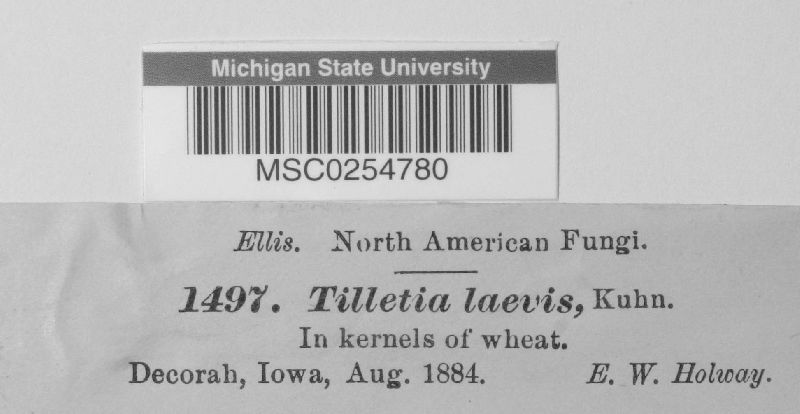 Michigan State University
MSC0254780
Ellis. North American Fungi.
1497. Tilletia laevis, Kuhn.
In kernels of wheat.
Decorah, Iowa, Aug. 1884. E. W. Holway.